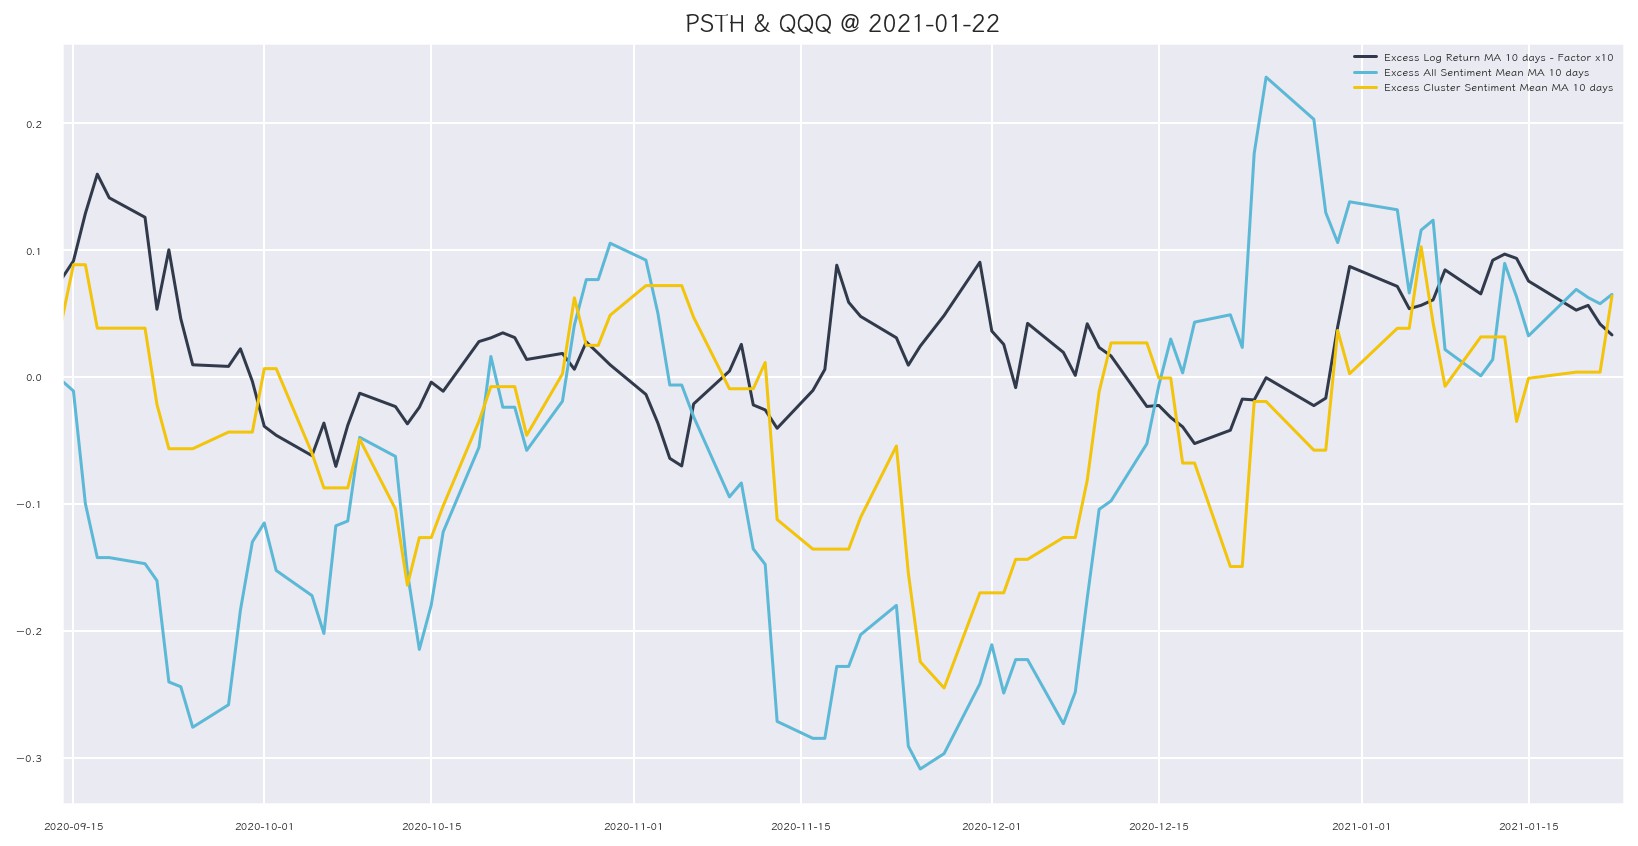 PSTH & QQQ @ 2021-01-22
Excess Log Return MA 10 days - Factor x10
Excess All Sentiment Mean MA 10 days
Excess Cluster Sentiment Mean MA 10 days
0.2
0.1
0.0
−0.1
−0.2
−0.3
2020-09-15 2020-10-01 2020-10-15 2020-11-01 2020-11-15 2020-12-01 2020-12-15 2021-01-01 2021-01-15